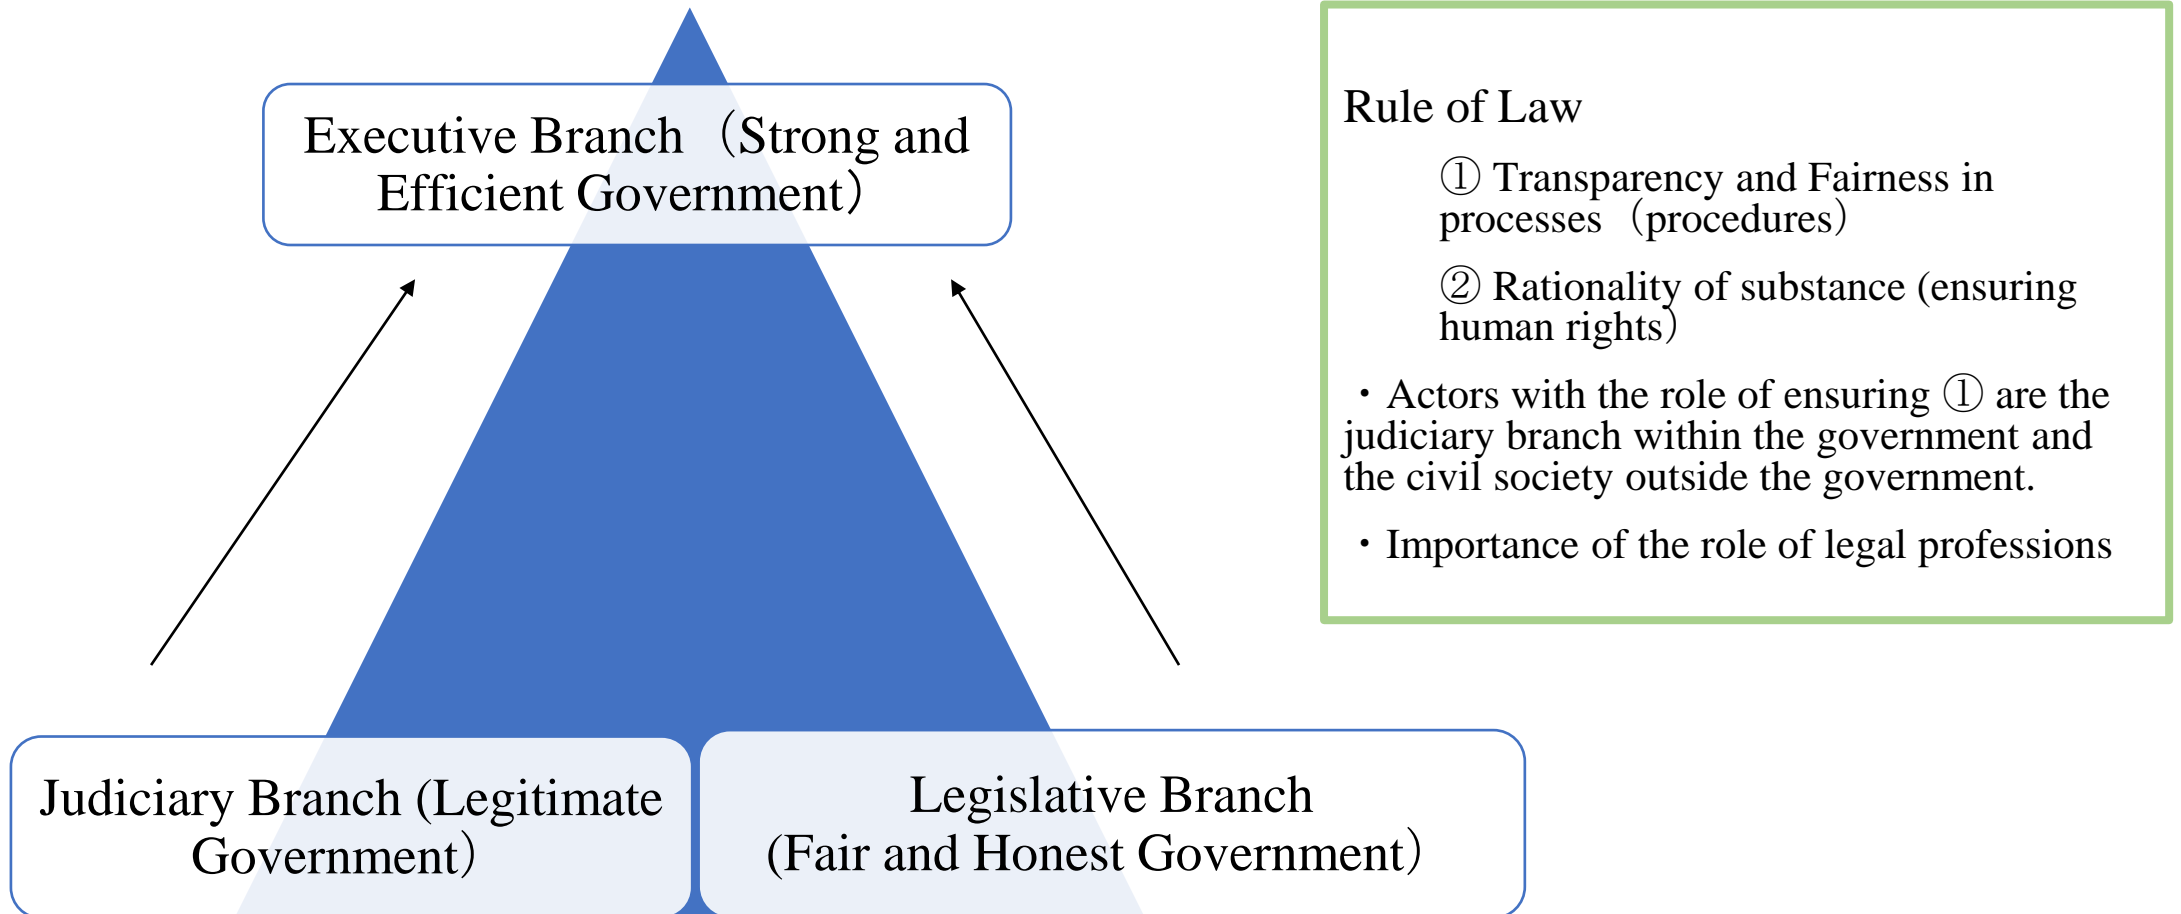 Executive Branch（Strong and
Efficient Government）
Judiciary Branch (Legitimate
Government）
Legislative Branch
(Fair and Honest Government）
Rule of Law
① Transparency and Fairness in
processes（procedures）
② Rationality of substance (ensuring
human rights）
・Actors with the role of ensuring ① are the
judiciary branch within the government and
the civil society outside the government.
・Importance of the role of legal professions